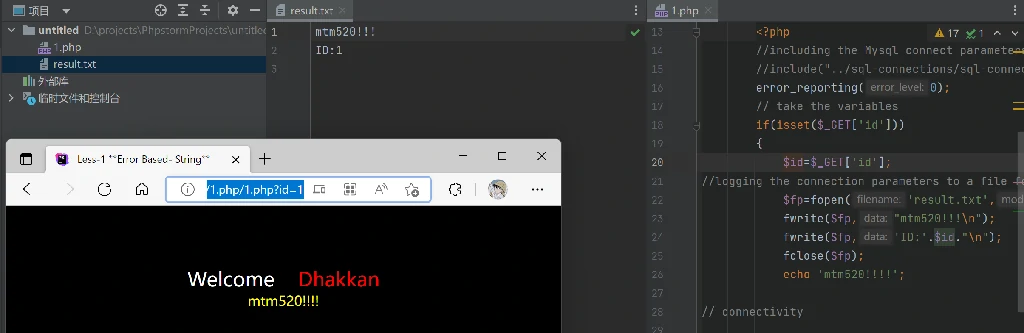 项目
untitled D:\projects\PhpstormProjects\untitled
1.php
result.txt
外部库
临时文件和控制台
result.txt
1 mtm520!!!
2 ID:1
3
Less-1 **Error Based- String**
/1.php/1.php?id=1
Welcome Dhakkan
mtm520!!!!
1.php
17 1
13 <?php
14 //including the Mysql connect parameters
15 //include("../sql-connections/sql-connec
16 error_reporting( error_level: 0);
17 // take the variables
18 if(isset($_GET['id']))
19 {
20 $id=$_GET['id'];
21 //logging the connection parameters to a file fo
22 $fp=fopen( filename: 'result.txt', mod
23 fwrite($fp, data: "mtm520!!!\n");
24 fwrite($fp, data: 'ID:'.$id."\n");
25 fclose($fp);
26 echo 'mtm520!!!!';
27
28 // connectivity
29